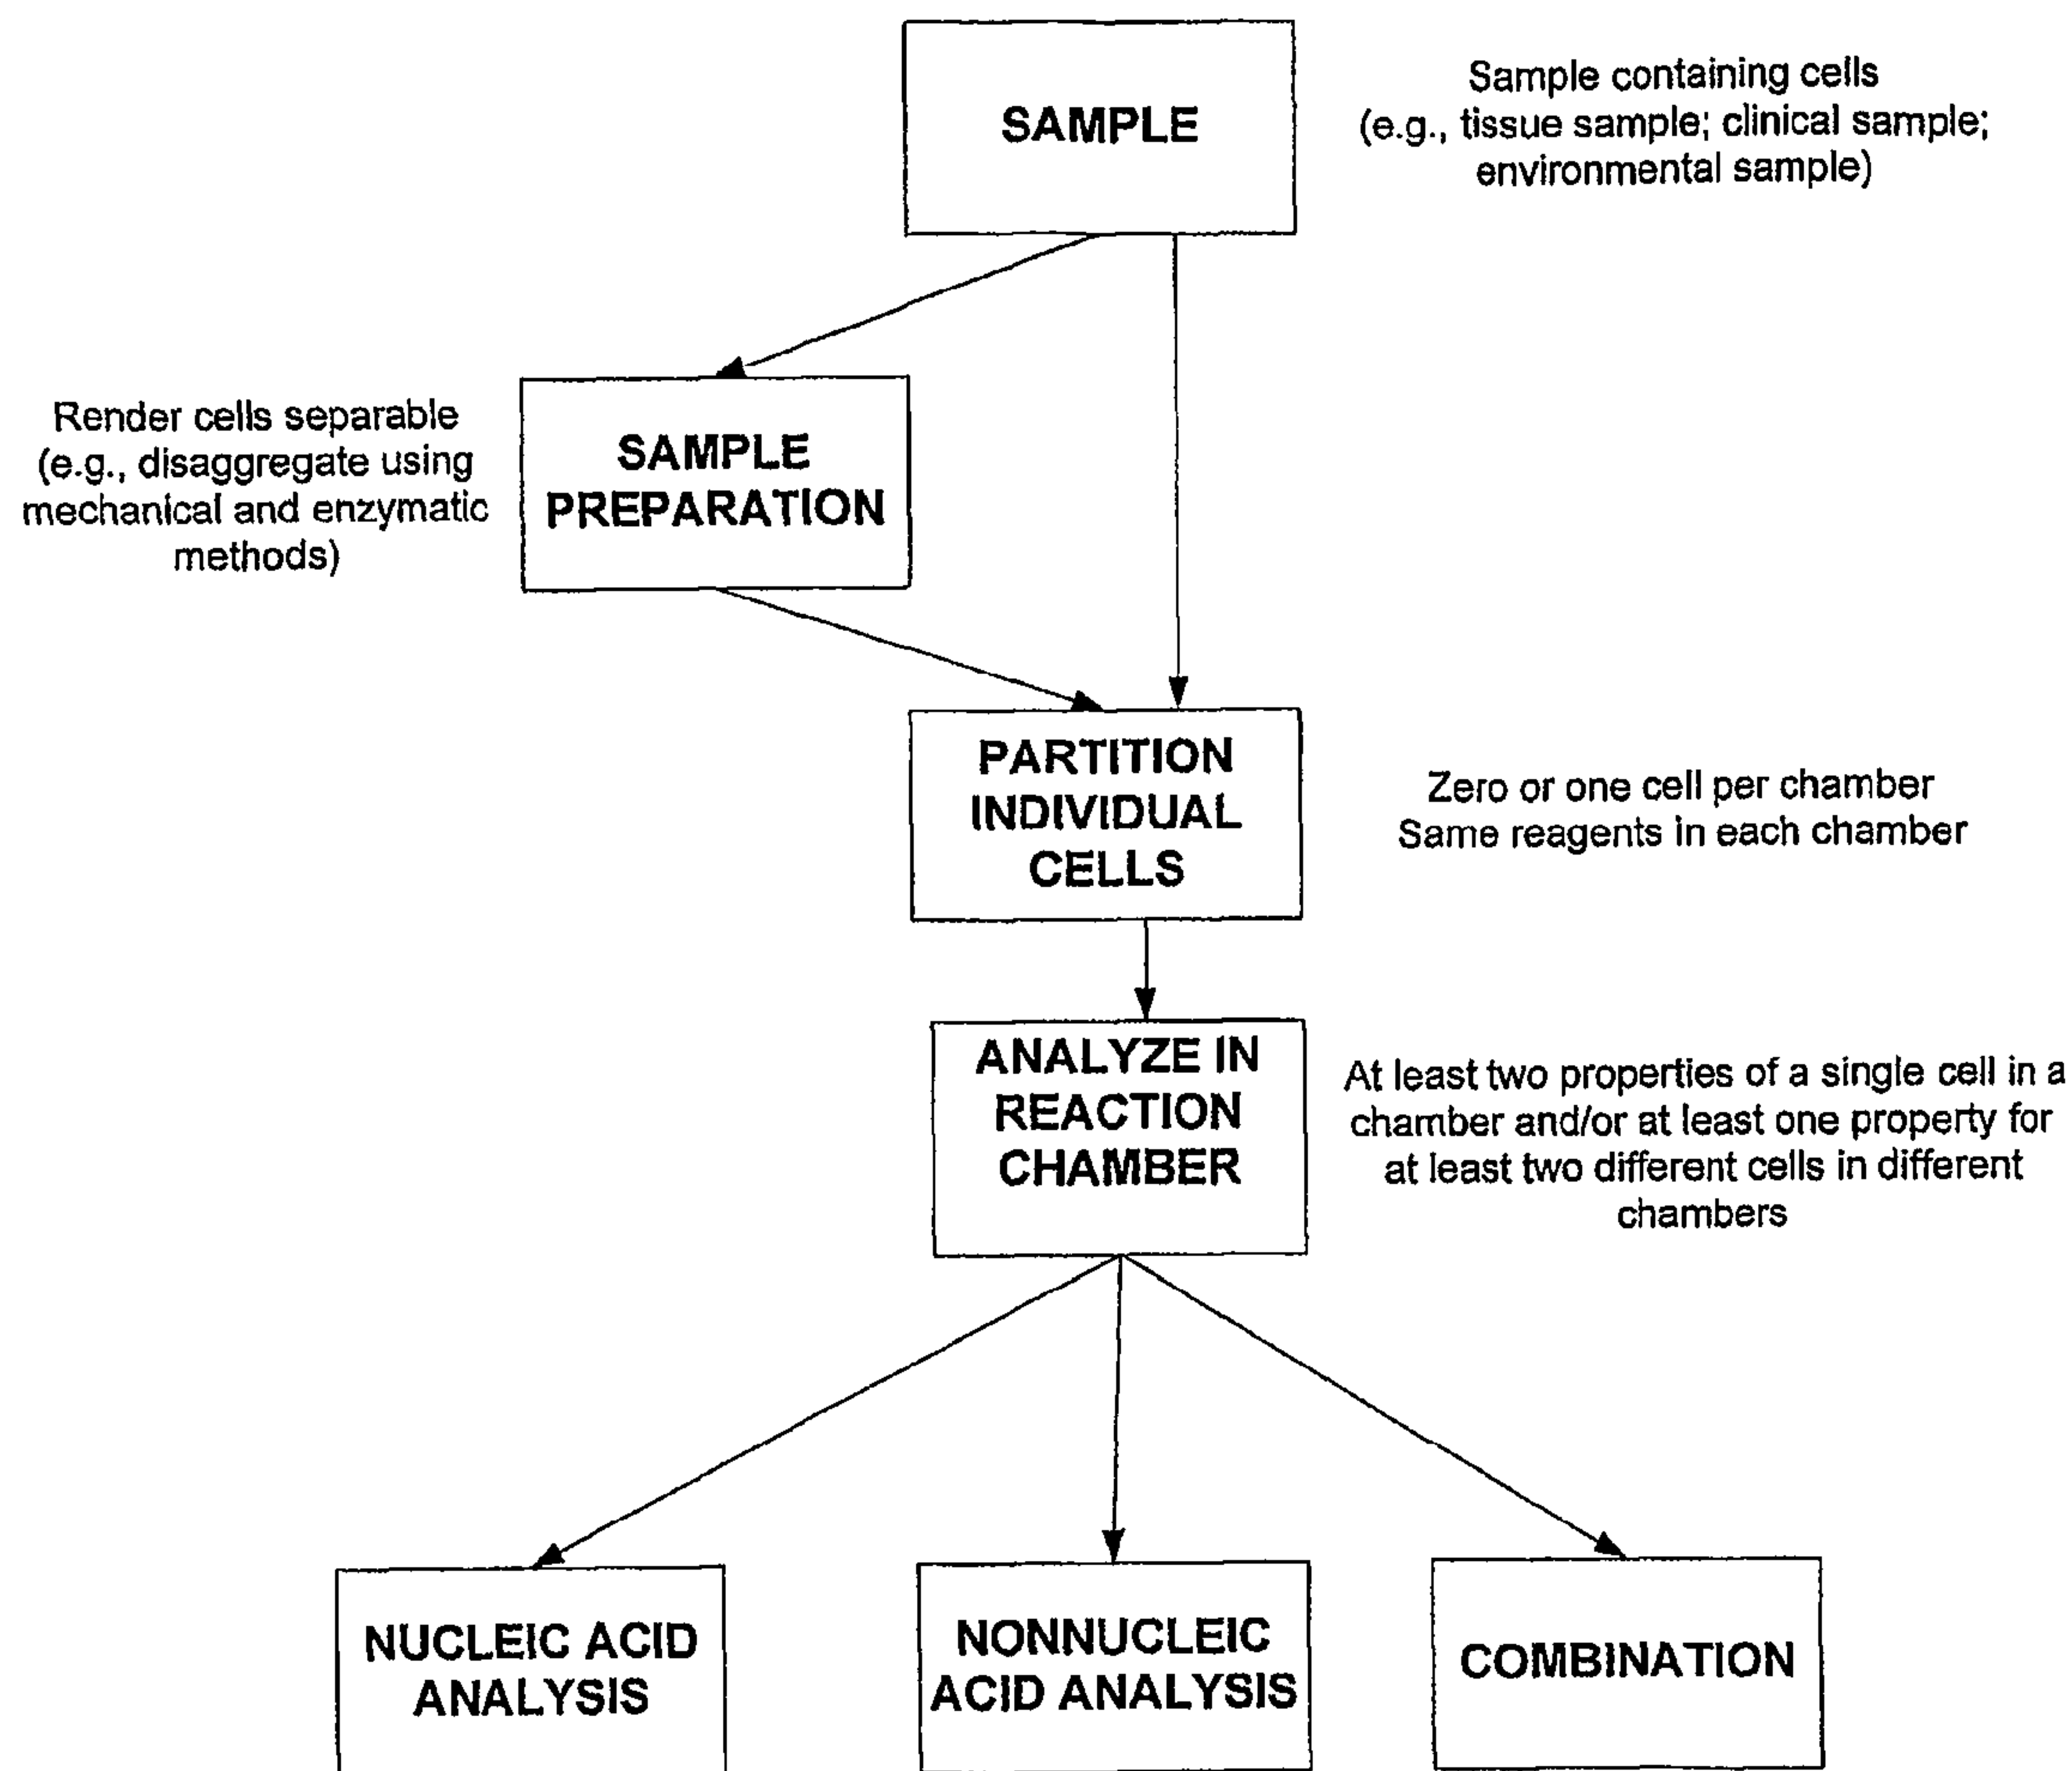 SAMPLE
Sample containing cells
(e.g., tissue sample; clinical sample;
environmental sample)
Render cells separable
(e.g., disaggregate using
mechanical and enzymatic
methods)
SAMPLE
PREPARATION
PARTITION
INDIVIDUAL
CELLS
Zero or one cell per chamber
Same reagents in each chamber
ANALYZE IN
REACTION
CHAMBER
At least two properties of a single cell in a
chamber and/or at least one property for
at least two different cells in different
chambers
NUCLEIC ACID
ANALYSIS
NONNUCLEIC
ACID ANALYSIS
COMBINATION